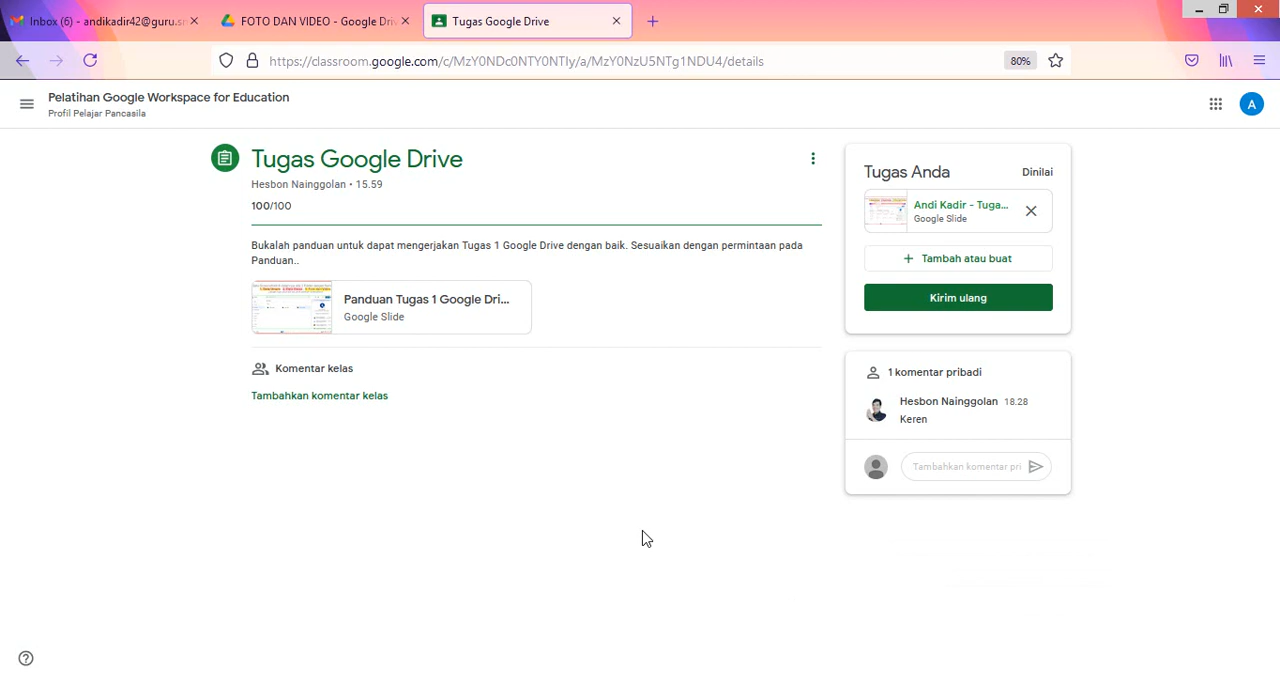 Inbox (6) - andikadir42@guru.sm
FOTO DAN VIDEO - Google Driv
Tugas Google Drive
https://classroom.google.com/c/MzY0NDc0NTY0NTIy/a/MzY0NzU5NTg1NDU4/details
80%
Pelatihan Google Workspace for Education
Profil Pelajar Pancasila
A
Tugas Google Drive
Hesbon Nainggolan • 15.59
100/100
Bukalah panduan untuk dapat mengerjakan Tugas 1 Google Drive dengan baik. Sesuaikan dengan permintaan pada
Panduan..
Panduan Tugas 1 Google Dri...
Google Slide
Komentar kelas
Tambahkan komentar kelas
Tugas Anda
Dinilai
Andi Kadir - Tuga...
Google Slide
+ Tambah atau buat
Kirim ulang
1 komentar pribadi
Hesbon Nainggolan 18.28
Keren
Tambahkan komentar pri